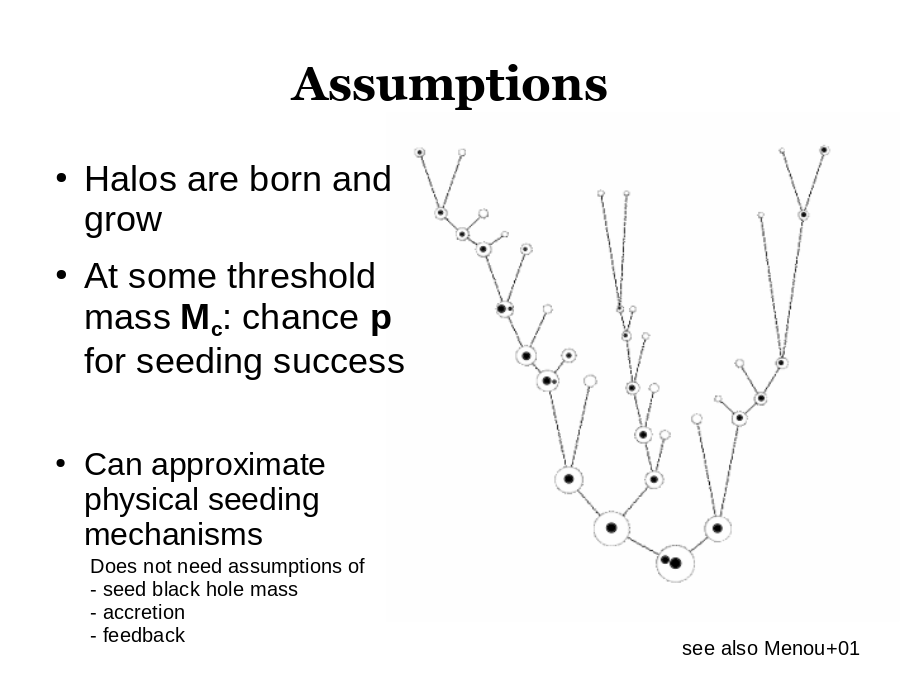 Assumptions
• Halos are born and
grow
• At some threshold
mass Mc: chance p
for seeding success
• Can approximate
physical seeding
mechanisms
Does not need assumptions of
- seed black hole mass
- accretion
- feedback
see also Menou+01